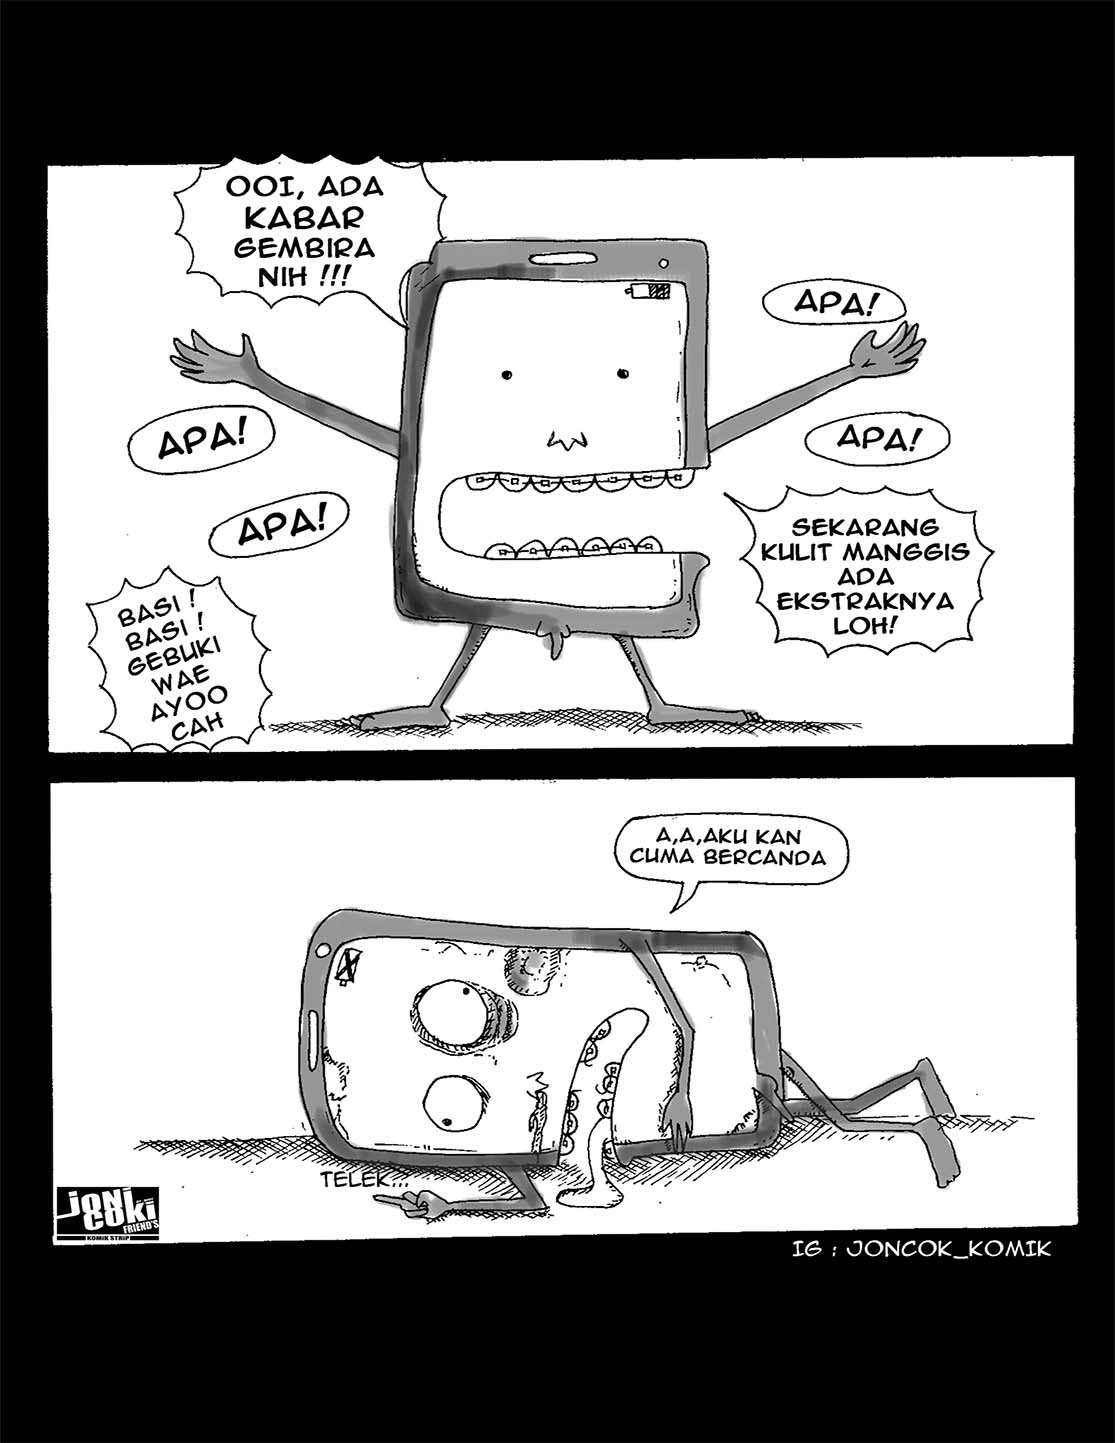 OOI, ADA
KABAR
GEMBIRA
NIH !!!
APA!
APA!
APA!
APA!
SEKARANG
KULIT MANGGIS
ADA
EKSTRAKNYA
LOH!
BASI !
BASI !
GEBUKI
WAE
AYOO
CAH
A,A,AKU KAN
CUMA BERCANDA
TELEK...
JONI
COKI
FRIEND'S
KOMIK STRIP
IG : JONCOK_KOMIK